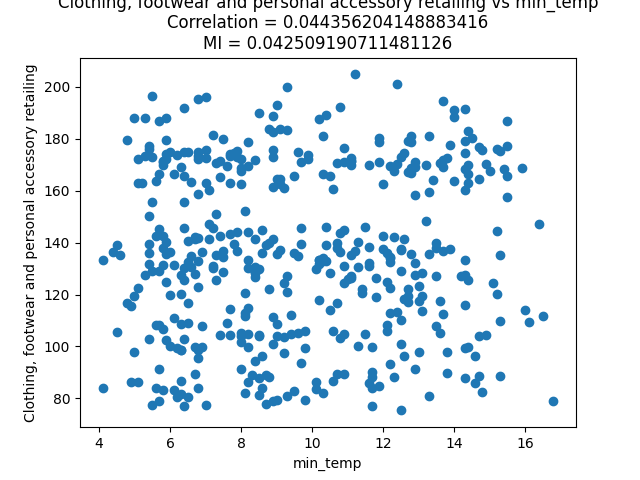 Clothing, footwear and personal accessory retailing vs min_temp
Correlation = 0.044356204148883416
MI = 0.042509190711481126
Clothing, footwear and personal accessory retailing
200
180
160
140
120
100
80
4 6 8 10 12 14 16
min_temp